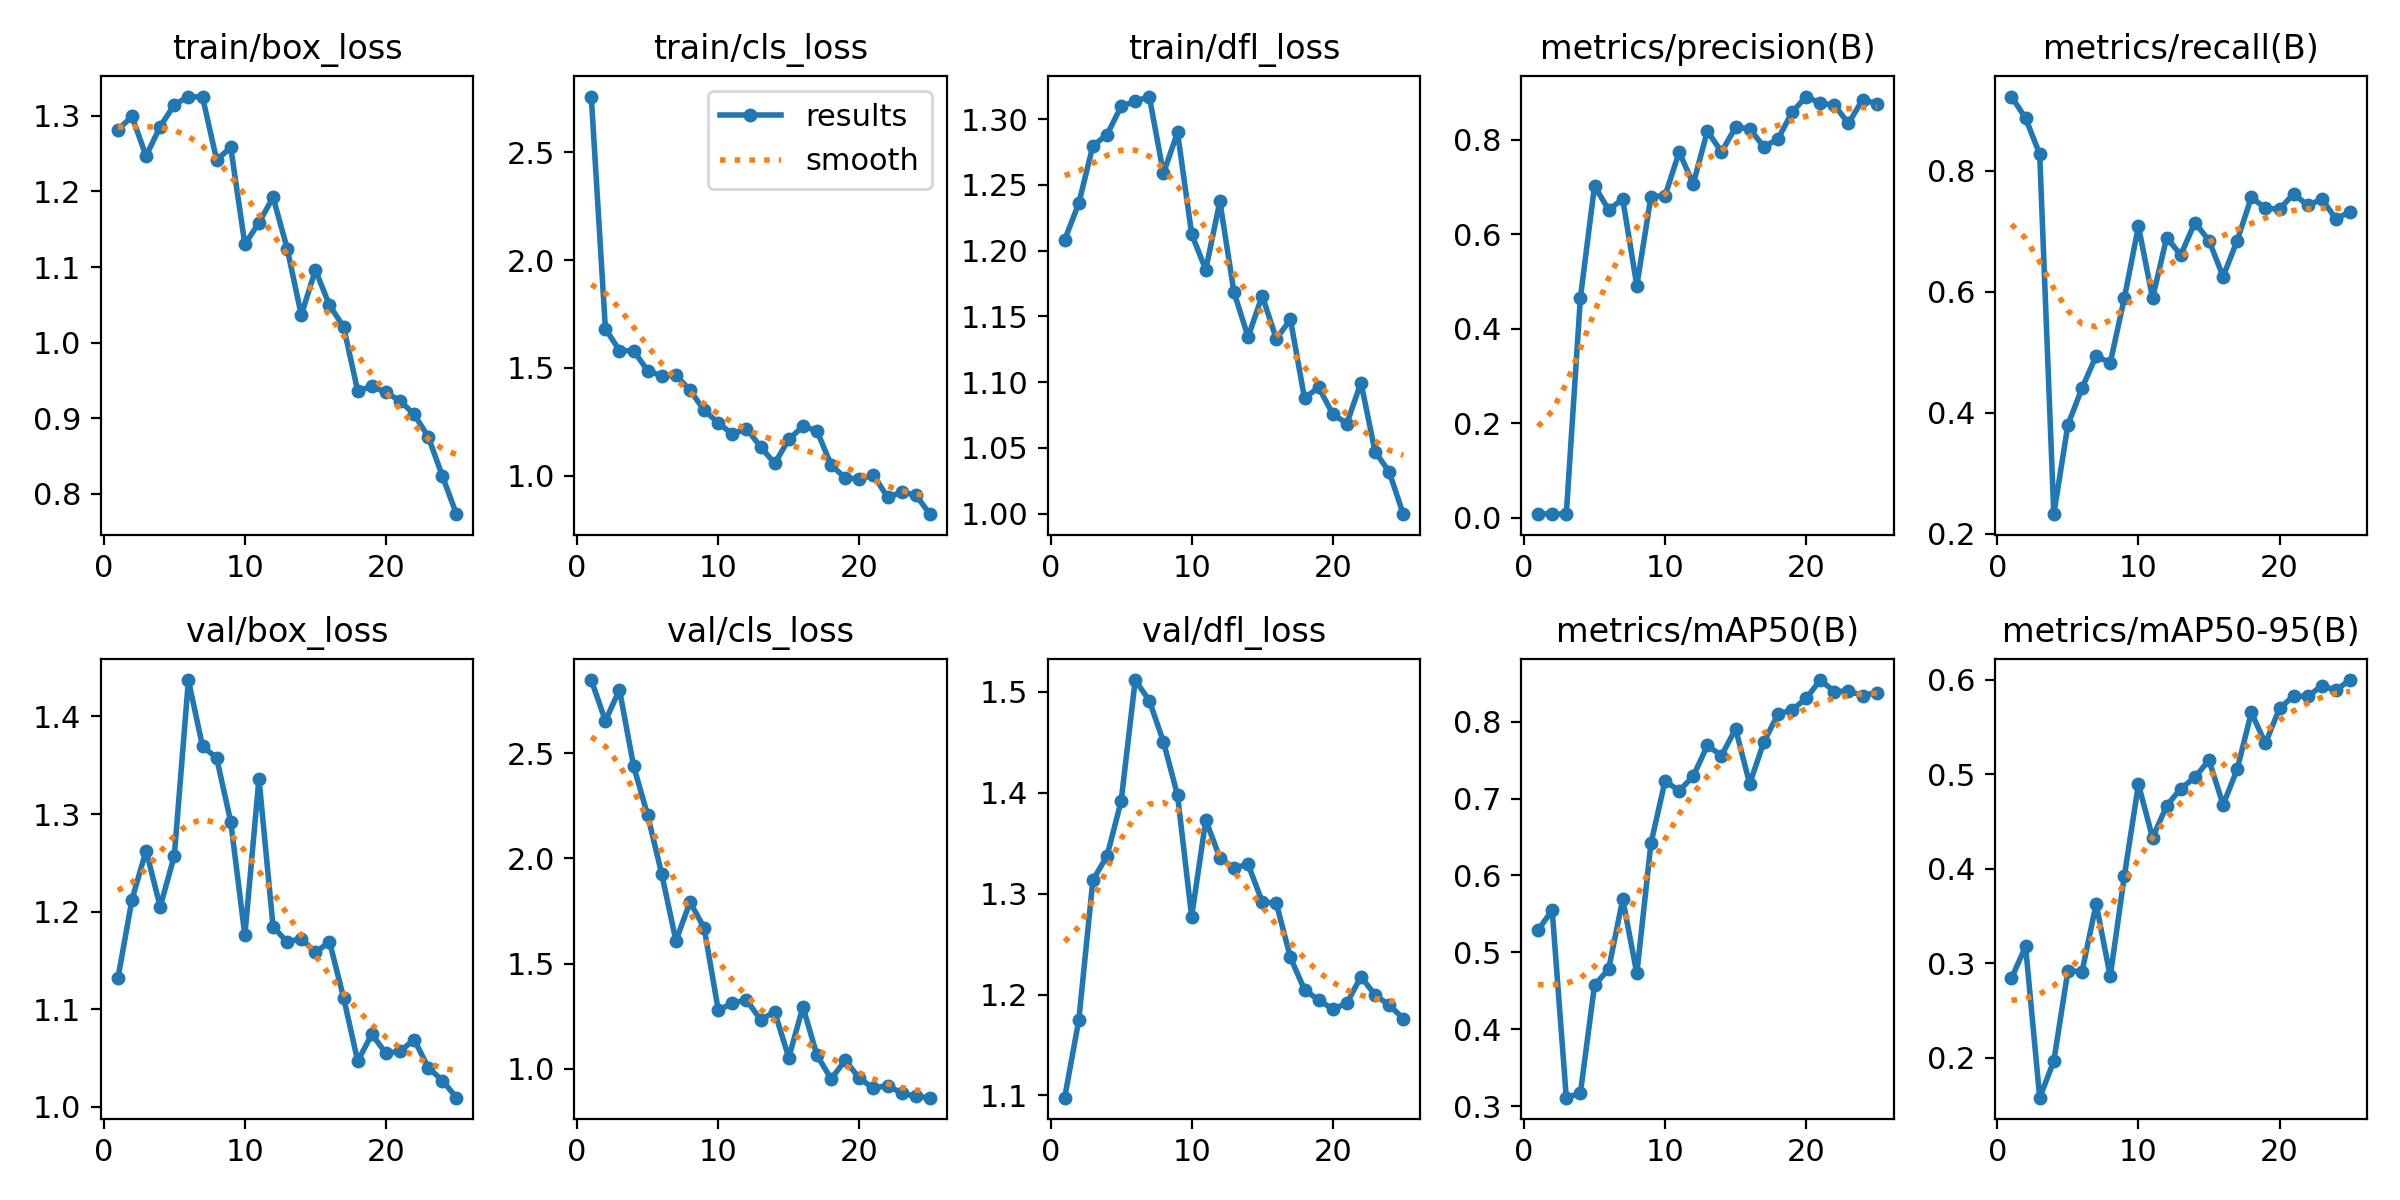 train/box_loss
1.3
1.2
1.1
1.0
0.9
0.8
0 10 20
train/cls_loss
results
smooth
2.5
2.0
1.5
1.0
0 10 20
train/dfl_loss
1.30
1.25
1.20
1.15
1.10
1.05
1.00
0 10 20
metrics/precision(B)
0.8
0.6
0.4
0.2
0.0
0 10 20
metrics/recall(B)
0.8
0.6
0.4
0.2
0 10 20
val/box_loss
1.4
1.3
1.2
1.1
1.0
0 10 20
val/cls_loss
2.5
2.0
1.5
1.0
0 10 20
val/dfl_loss
1.5
1.4
1.3
1.2
1.1
0 10 20
metrics/mAP50(B)
0.8
0.7
0.6
0.5
0.4
0.3
0 10 20
metrics/mAP50-95(B)
0.6
0.5
0.4
0.3
0.2
0 10 20